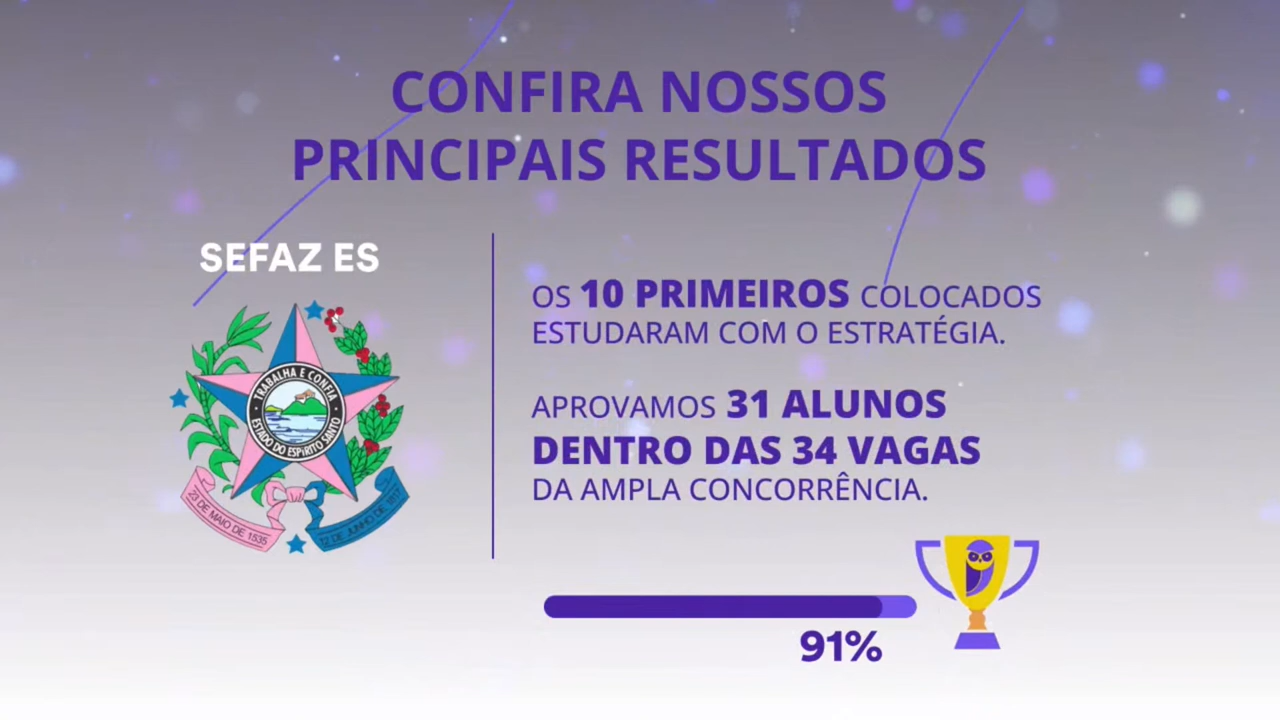 CONFIRA NOSSOS
PRINCIPAIS RESULTADOS
SEFAZ ES
TRABALHA E CONFIA
ESTADO DO ESPÍRITO SANTO
23 DE MAIO DE 1535
12 DE JUNHO DE 1817
OS 10 PRIMEIROS COLOCADOS
ESTUDARAM COM O ESTRATÉGIA.
APROVAMOS 31 ALUNOS
DENTRO DAS 34 VAGAS
DA AMPLA CONCORRÊNCIA.
91%